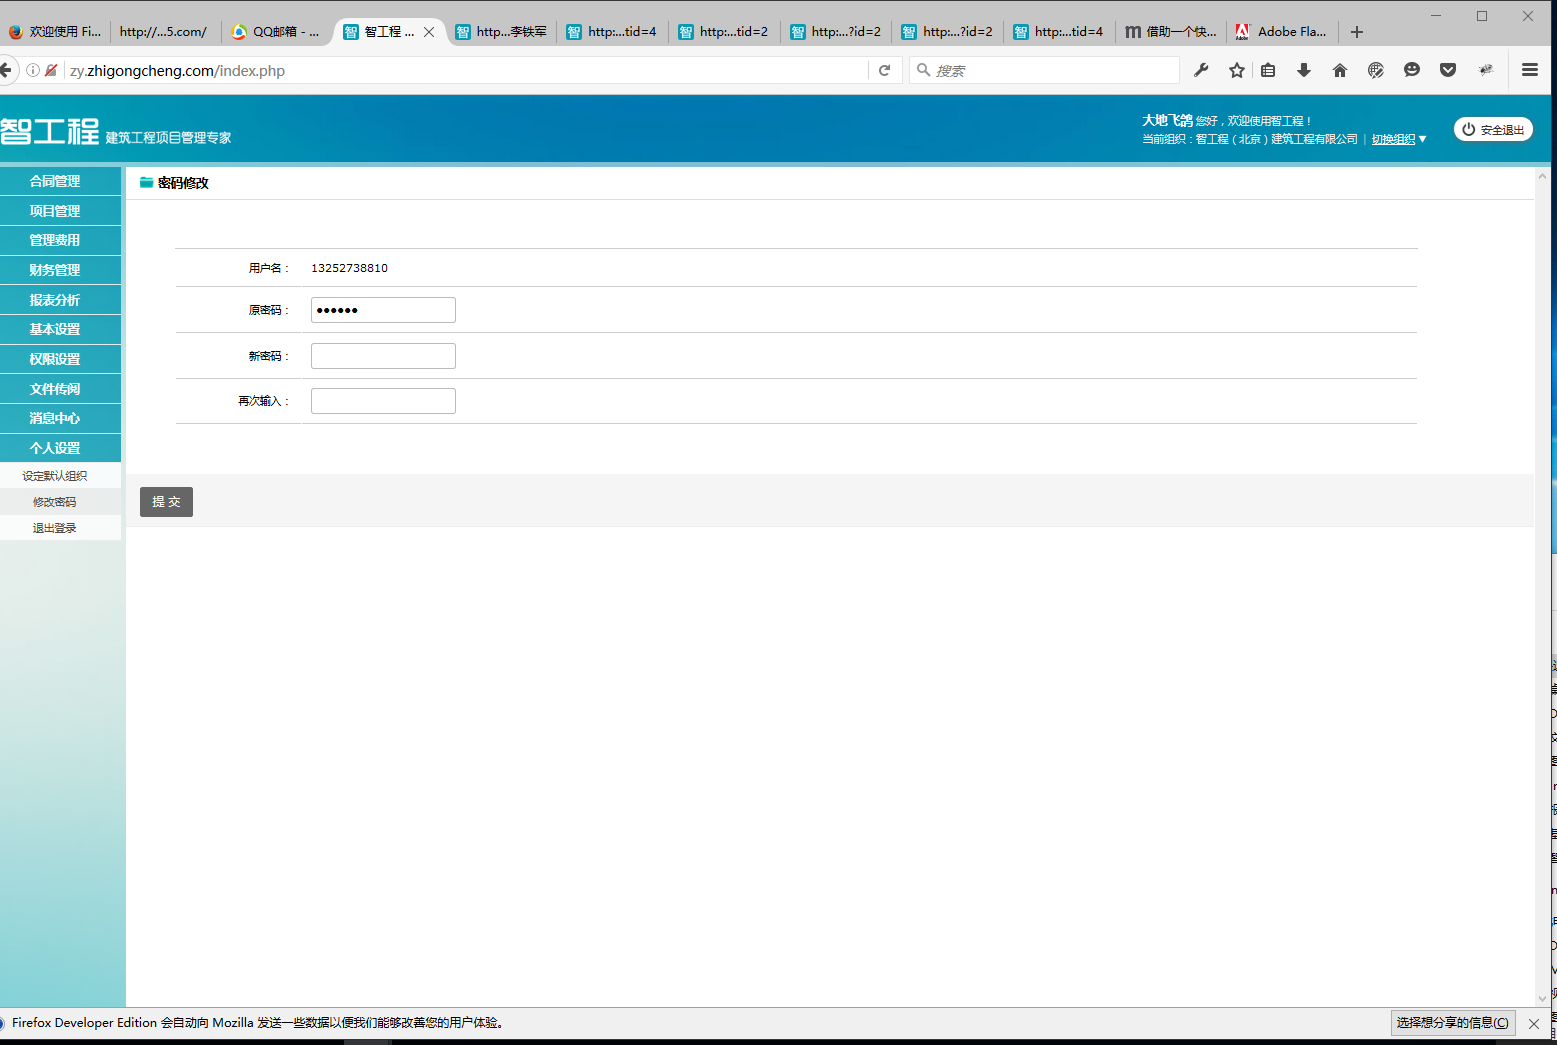 欢迎使用 Fi...
http://...5.com/
QQ邮箱 - ...
智工程 ...
http...李铁军
http:...tid=4
http:...tid=2
http:...?id=2
http:...?id=2
http:...tid=4
借助一个快...
Adobe Fla...
zy.zhigongcheng.com/index.php
搜索
智工程 建筑工程项目管理专家
大地飞鸽 您好，欢迎使用智工程！
当前组织：智工程（北京）建筑工程有限公司 | 切换组织▼
安全退出
合同管理
项目管理
管理费用
财务管理
报表分析
基本设置
权限设置
文件传阅
消息中心
个人设置
设定默认组织
修改密码
退出登录
密码修改
用户名： 13252738810
原密码： ●●●●●●
新密码：
再次输入：
提 交
Firefox Developer Edition 会自动向 Mozilla 发送一些数据以便我们能够改善您的用户体验。
选择想分享的信息(C)